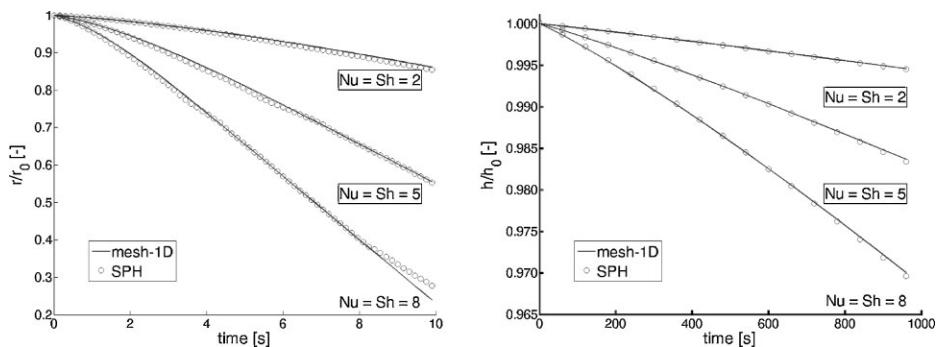 1
0.9
0.8
0.7
0.6
0.5
0.4
0.3
0.2
r/r0 [-]
Nu = Sh = 2
Nu = Sh = 5
Nu = Sh = 8
mesh-1D
SPH
0 2 4 6 8 10
time [s]
1.000
0.995
0.990
0.985
0.980
0.975
0.970
0.965
h/h0 [-]
Nu = Sh = 2
Nu = Sh = 5
Nu = Sh = 8
mesh-1D
SPH
0 200 400 600 800 1000
time [s]